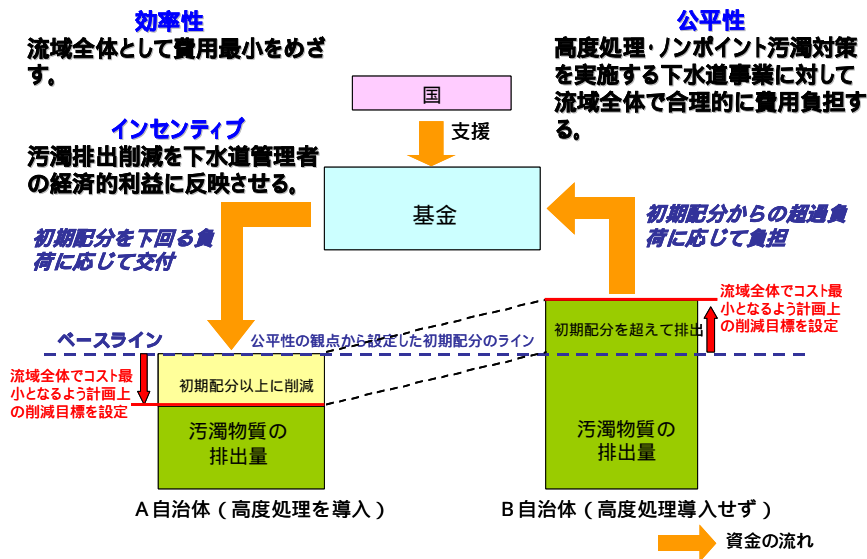 効率性
流域全体として費用最小をめざ
す。
公平性
高度処理・ノンポイント汚濁対策
を実施する下水道事業に対して
流域全体で合理的に費用負担す
る。
国
支援
インセンティブ
汚濁排出削減を下水道管理者
の経済的利益に反映させる。
基金
初期配分を下回る負
荷に応じて交付
初期配分からの超過負
荷に応じて負担
流域全体でコスト最
小となるよう計画上
の削減目標を設定
初期配分を超えて排出
ベースライン
公平性の観点から設定した初期配分のライン
流域全体でコスト最
小となるよう計画上
の削減目標を設定
初期配分以上に削減
汚濁物質の
排出量
汚濁物質の
排出量
A自治体（高度処理を導入）
B自治体（高度処理導入せず）
資金の流れ